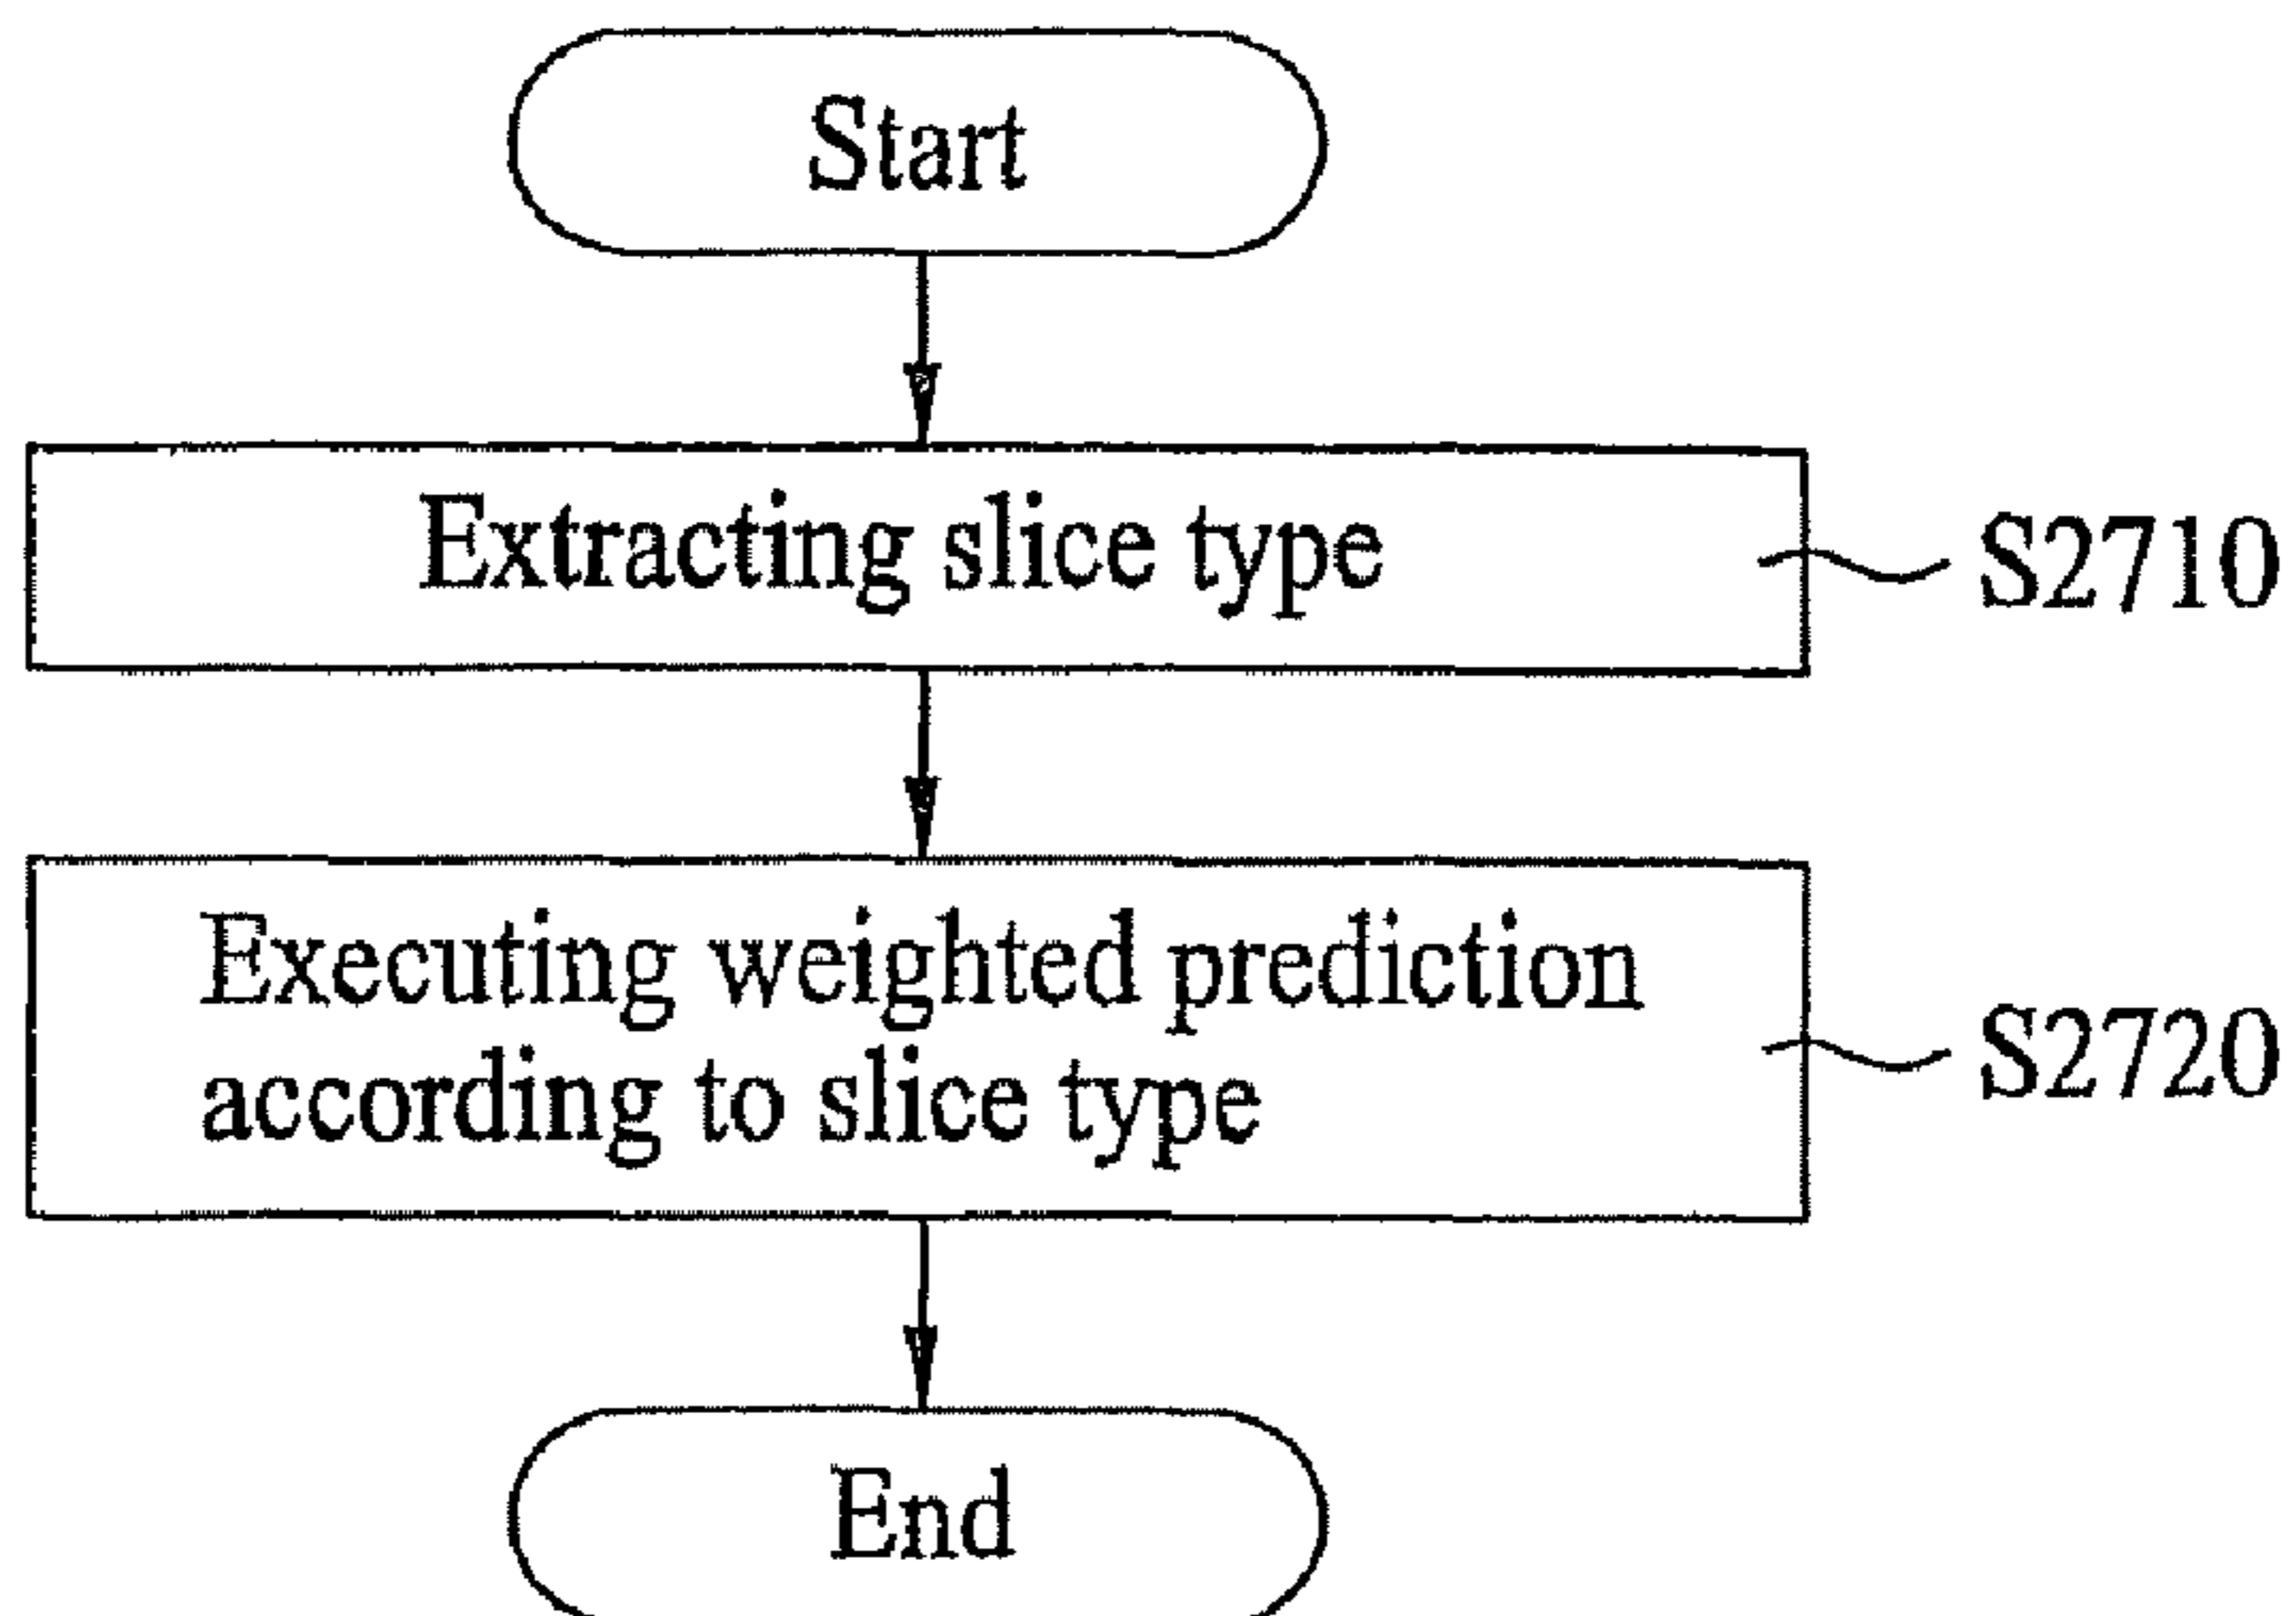 Start
Extracting slice type
S2710
Executing weighted prediction
according to slice type
S2720
End